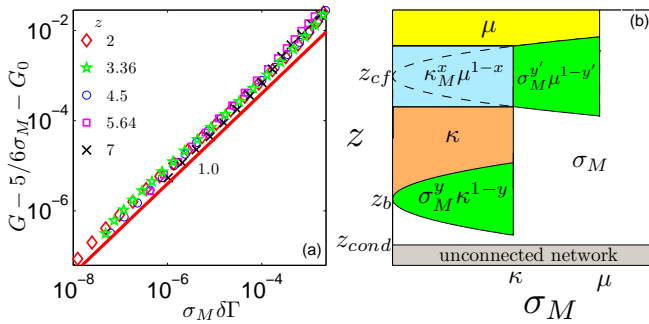 z
2
3.36
4.5
5.64
7
1.0
(a)
G − 5/6σ_M − G_0
10^{-2}
10^{-4}
10^{-6}
10^{-8}
10^{-6}
10^{-4}
σ_M δΓ
(b)
μ
κ_M^x μ^{1−x}
σ_M^{y'} μ^{1−y'}
κ
σ_M
σ_M^y κ^{1−y}
unconnected network
z
z_{cf}
z_b
z_{cond}
κ
μ
σ_M